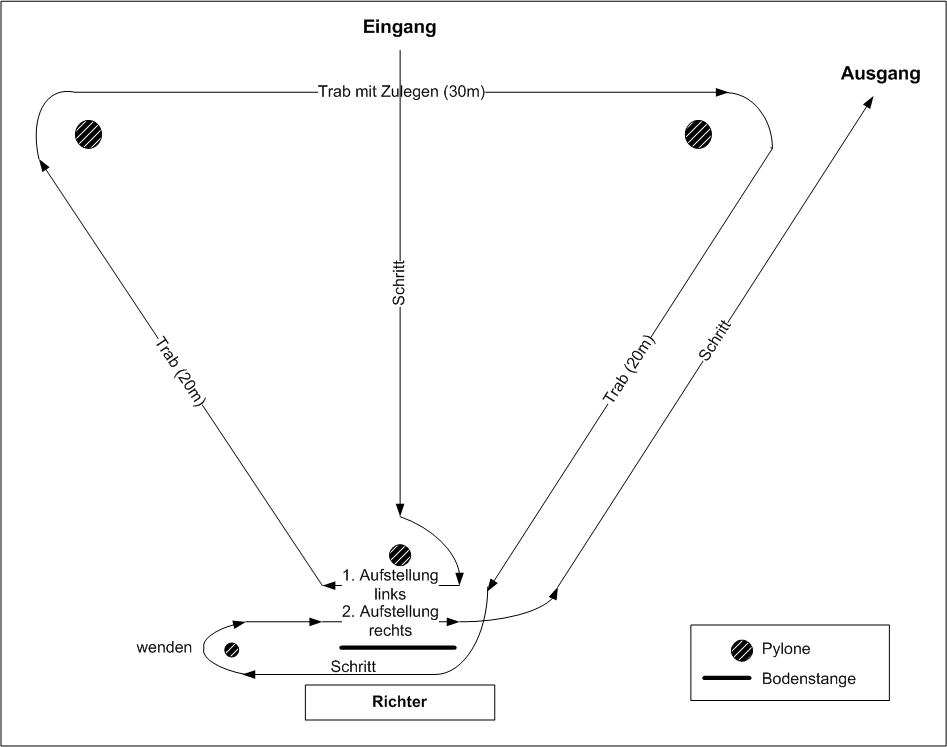 Eingang
Ausgang
Trab mit Zulegen (30m)
Schritt
Trab (20m)
Trab (20m)
Schritt
1. Aufstellung
links
2. Aufstellung
rechts
wenden
Schritt
Richter
Pylone
Bodenstange